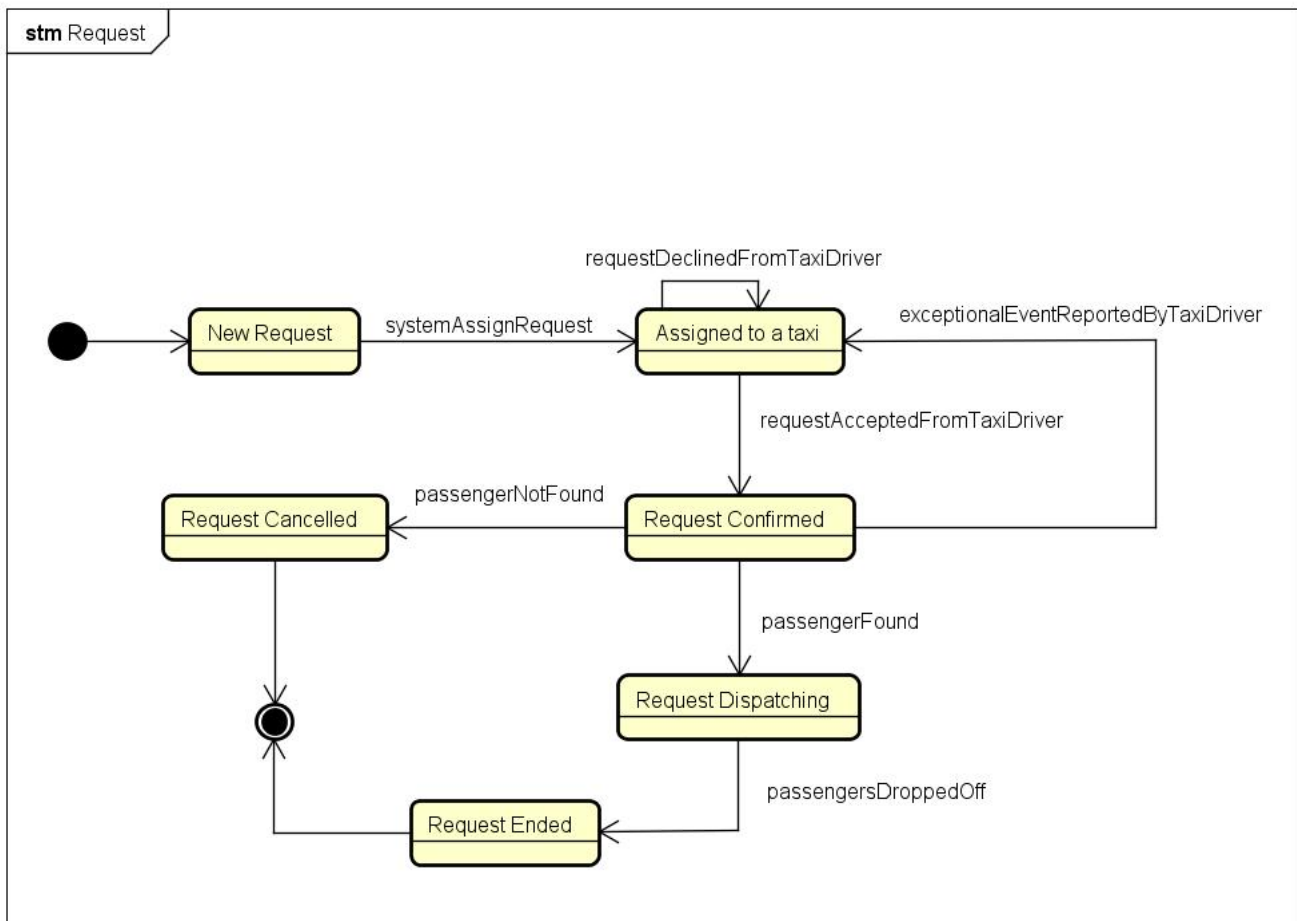 stm Request
requestDeclinedFromTaxiDriver
New Request
systemAssignRequest
Assigned to a taxi
exceptionalEventReportedByTaxiDriver
requestAcceptedFromTaxiDriver
Request Cancelled
passengerNotFound
Request Confirmed
passengerFound
Request Dispatching
passengersDroppedOff
Request Ended